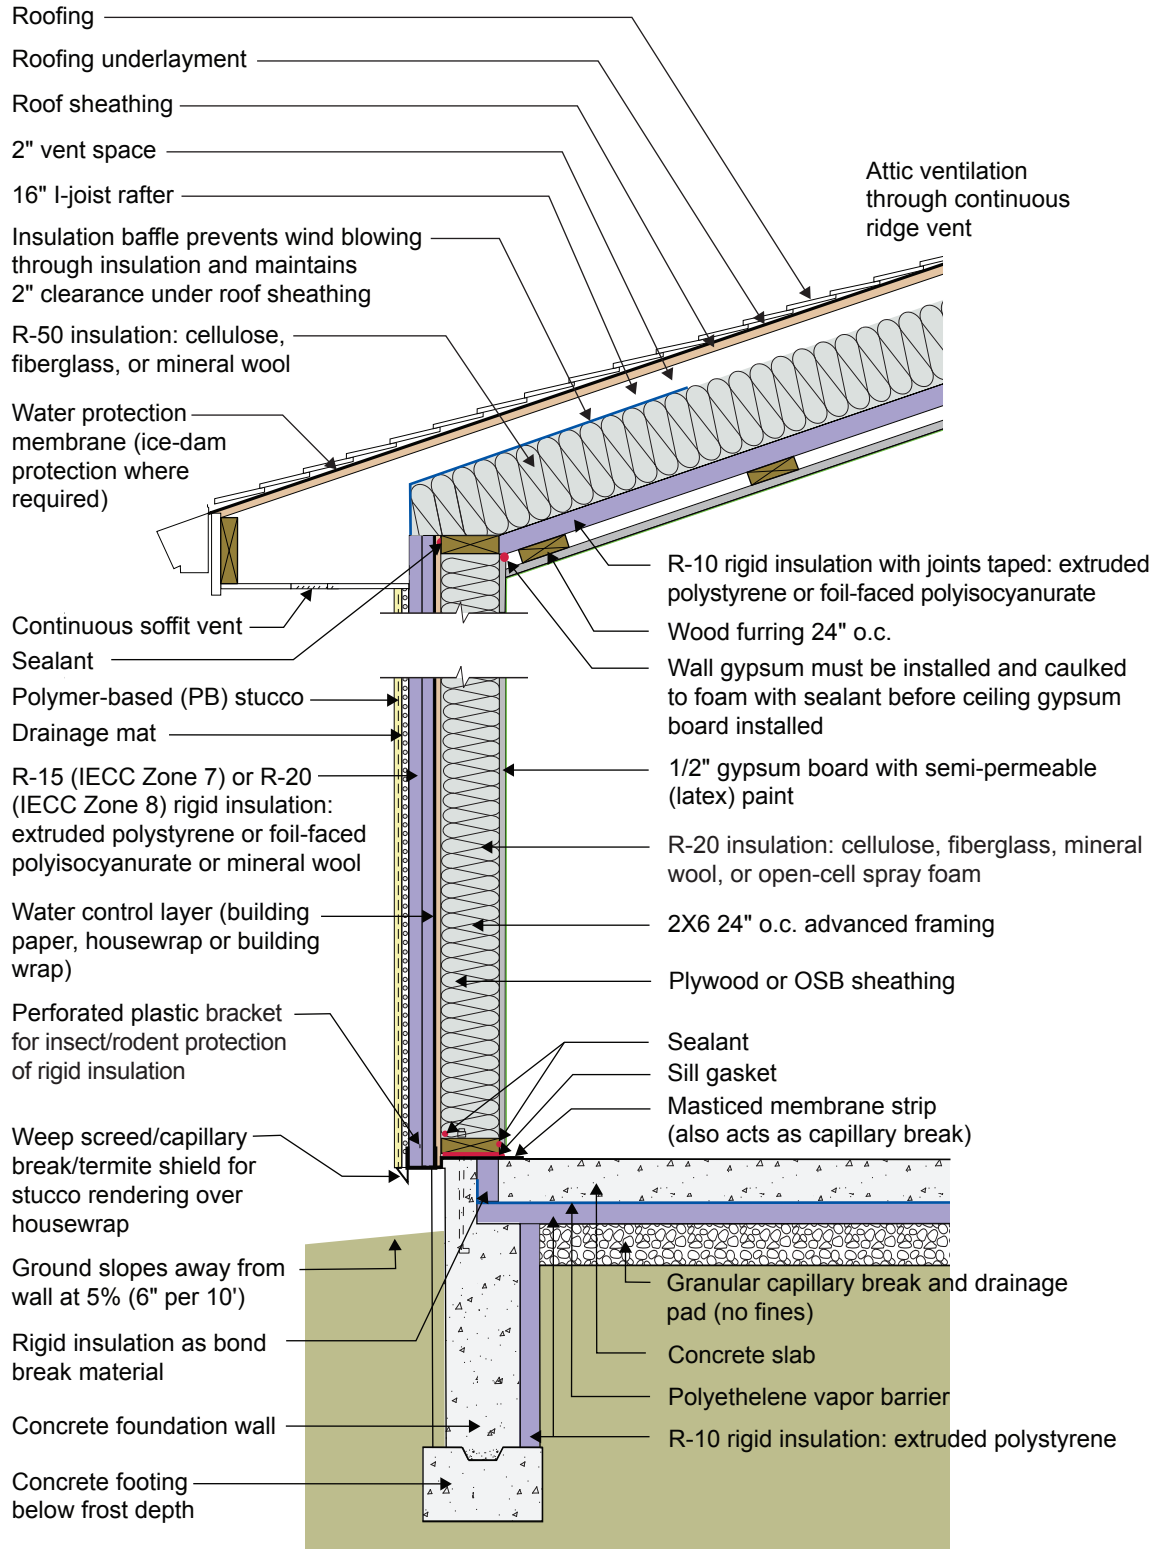 Roofing
Roofing underlayment
Roof sheathing
2" vent space
16" I-joist rafter
Insulation baffle prevents wind blowing
through insulation and maintains
2" clearance under roof sheathing
R-50 insulation: cellulose,
fiberglass, or mineral wool
Water protection
membrane (ice-dam
protection where
required)
Continuous soffit vent
Sealant
Polymer-based (PB) stucco
Drainage mat
R-15 (IECC Zone 7) or R-20
(IECC Zone 8) rigid insulation:
extruded polystyrene or foil-faced
polyisocyanurate or mineral wool
Water control layer (building
paper, housewrap or building
wrap)
Perforated plastic bracket
for insect/rodent protection
of rigid insulation
Weep screed/capillary
break/termite shield for
stucco rendering over
housewrap
Ground slopes away from
wall at 5% (6" per 10')
Rigid insulation as bond
break material
Concrete foundation wall
Concrete footing
below frost depth
Attic ventilation
through continuous
ridge vent
R-10 rigid insulation with joints taped: extruded
polystyrene or foil-faced polyisocyanurate
Wood furring 24" o.c.
Wall gypsum must be installed and caulked
to foam with sealant before ceiling gypsum
board installed
1/2" gypsum board with semi-permeable
(latex) paint
R-20 insulation: cellulose, fiberglass, mineral
wool, or open-cell spray foam
2X6 24" o.c. advanced framing
Plywood or OSB sheathing
Sealant
Sill gasket
Masticed membrane strip
(also acts as capillary break)
Granular capillary break and drainage
pad (no fines)
Concrete slab
Polyethelene vapor barrier
R-10 rigid insulation: extruded polystyrene